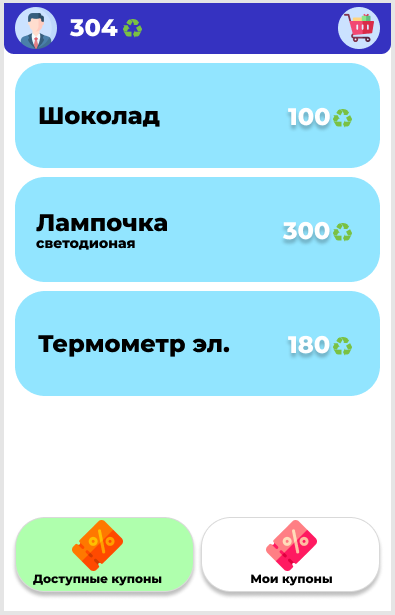 304
Шоколад 100
Лампочка 300
светодионая
Термометр эл. 180
Доступные купоны Мои купоны